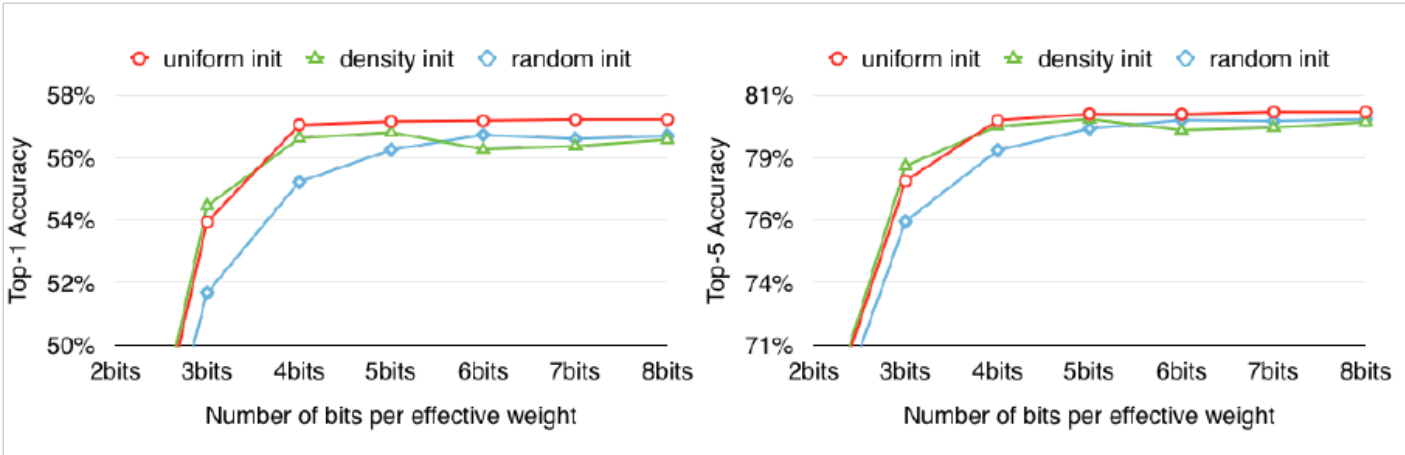 uniform init density init random init
58%
56%
54%
52%
50%
Top-1 Accuracy
2bits 3bits 4bits 5bits 6bits 7bits 8bits
Number of bits per effective weight
uniform init density init random init
81%
79%
76%
74%
71%
Top-5 Accuracy
2bits 3bits 4bits 5bits 6bits 7bits 8bits
Number of bits per effective weight